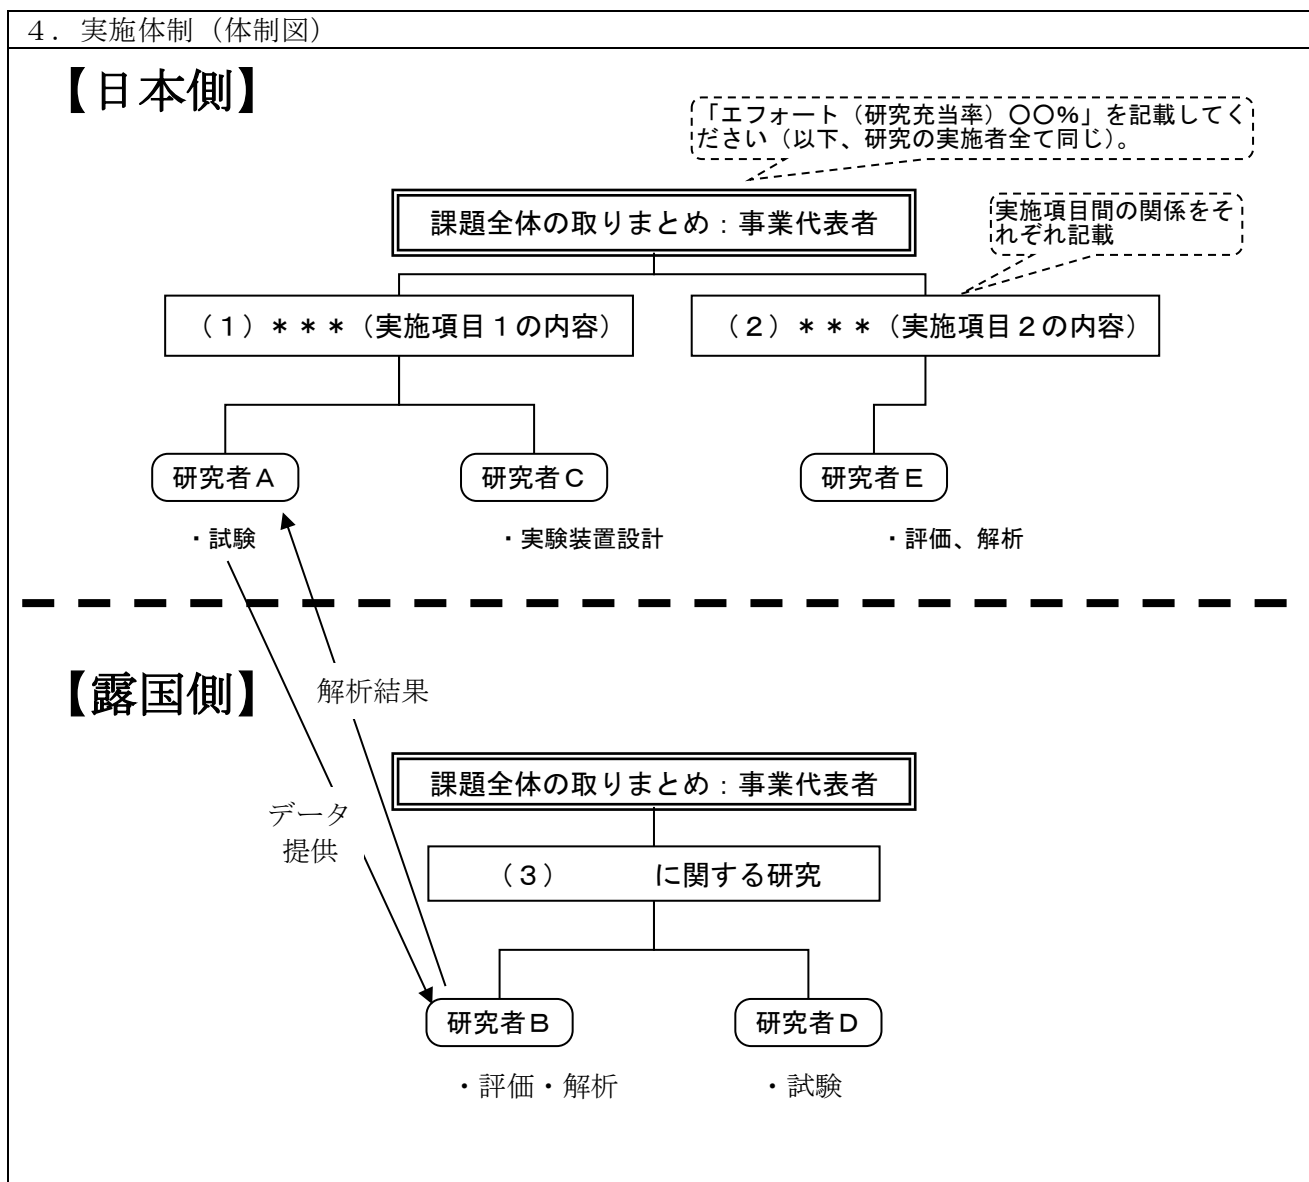 ４．実施体制（体制図）
【日本側】
「エフォート（研究充当率）〇〇％」を記載してく
ださい（以下、研究の実施者全て同じ）。
課題全体の取りまとめ：事業代表者
実施項目間の関係をそ
れぞれ記載
（１）＊＊＊（実施項目１の内容）
（２）＊＊＊（実施項目２の内容）
研究者Ａ
研究者Ｃ
研究者Ｅ
・試験
・実験装置設計
・評価、解析
【露国側】
解析結果
課題全体の取りまとめ：事業代表者
データ
提供
（３）　　　に関する研究
研究者Ｂ
研究者Ｄ
・評価・解析
・試験